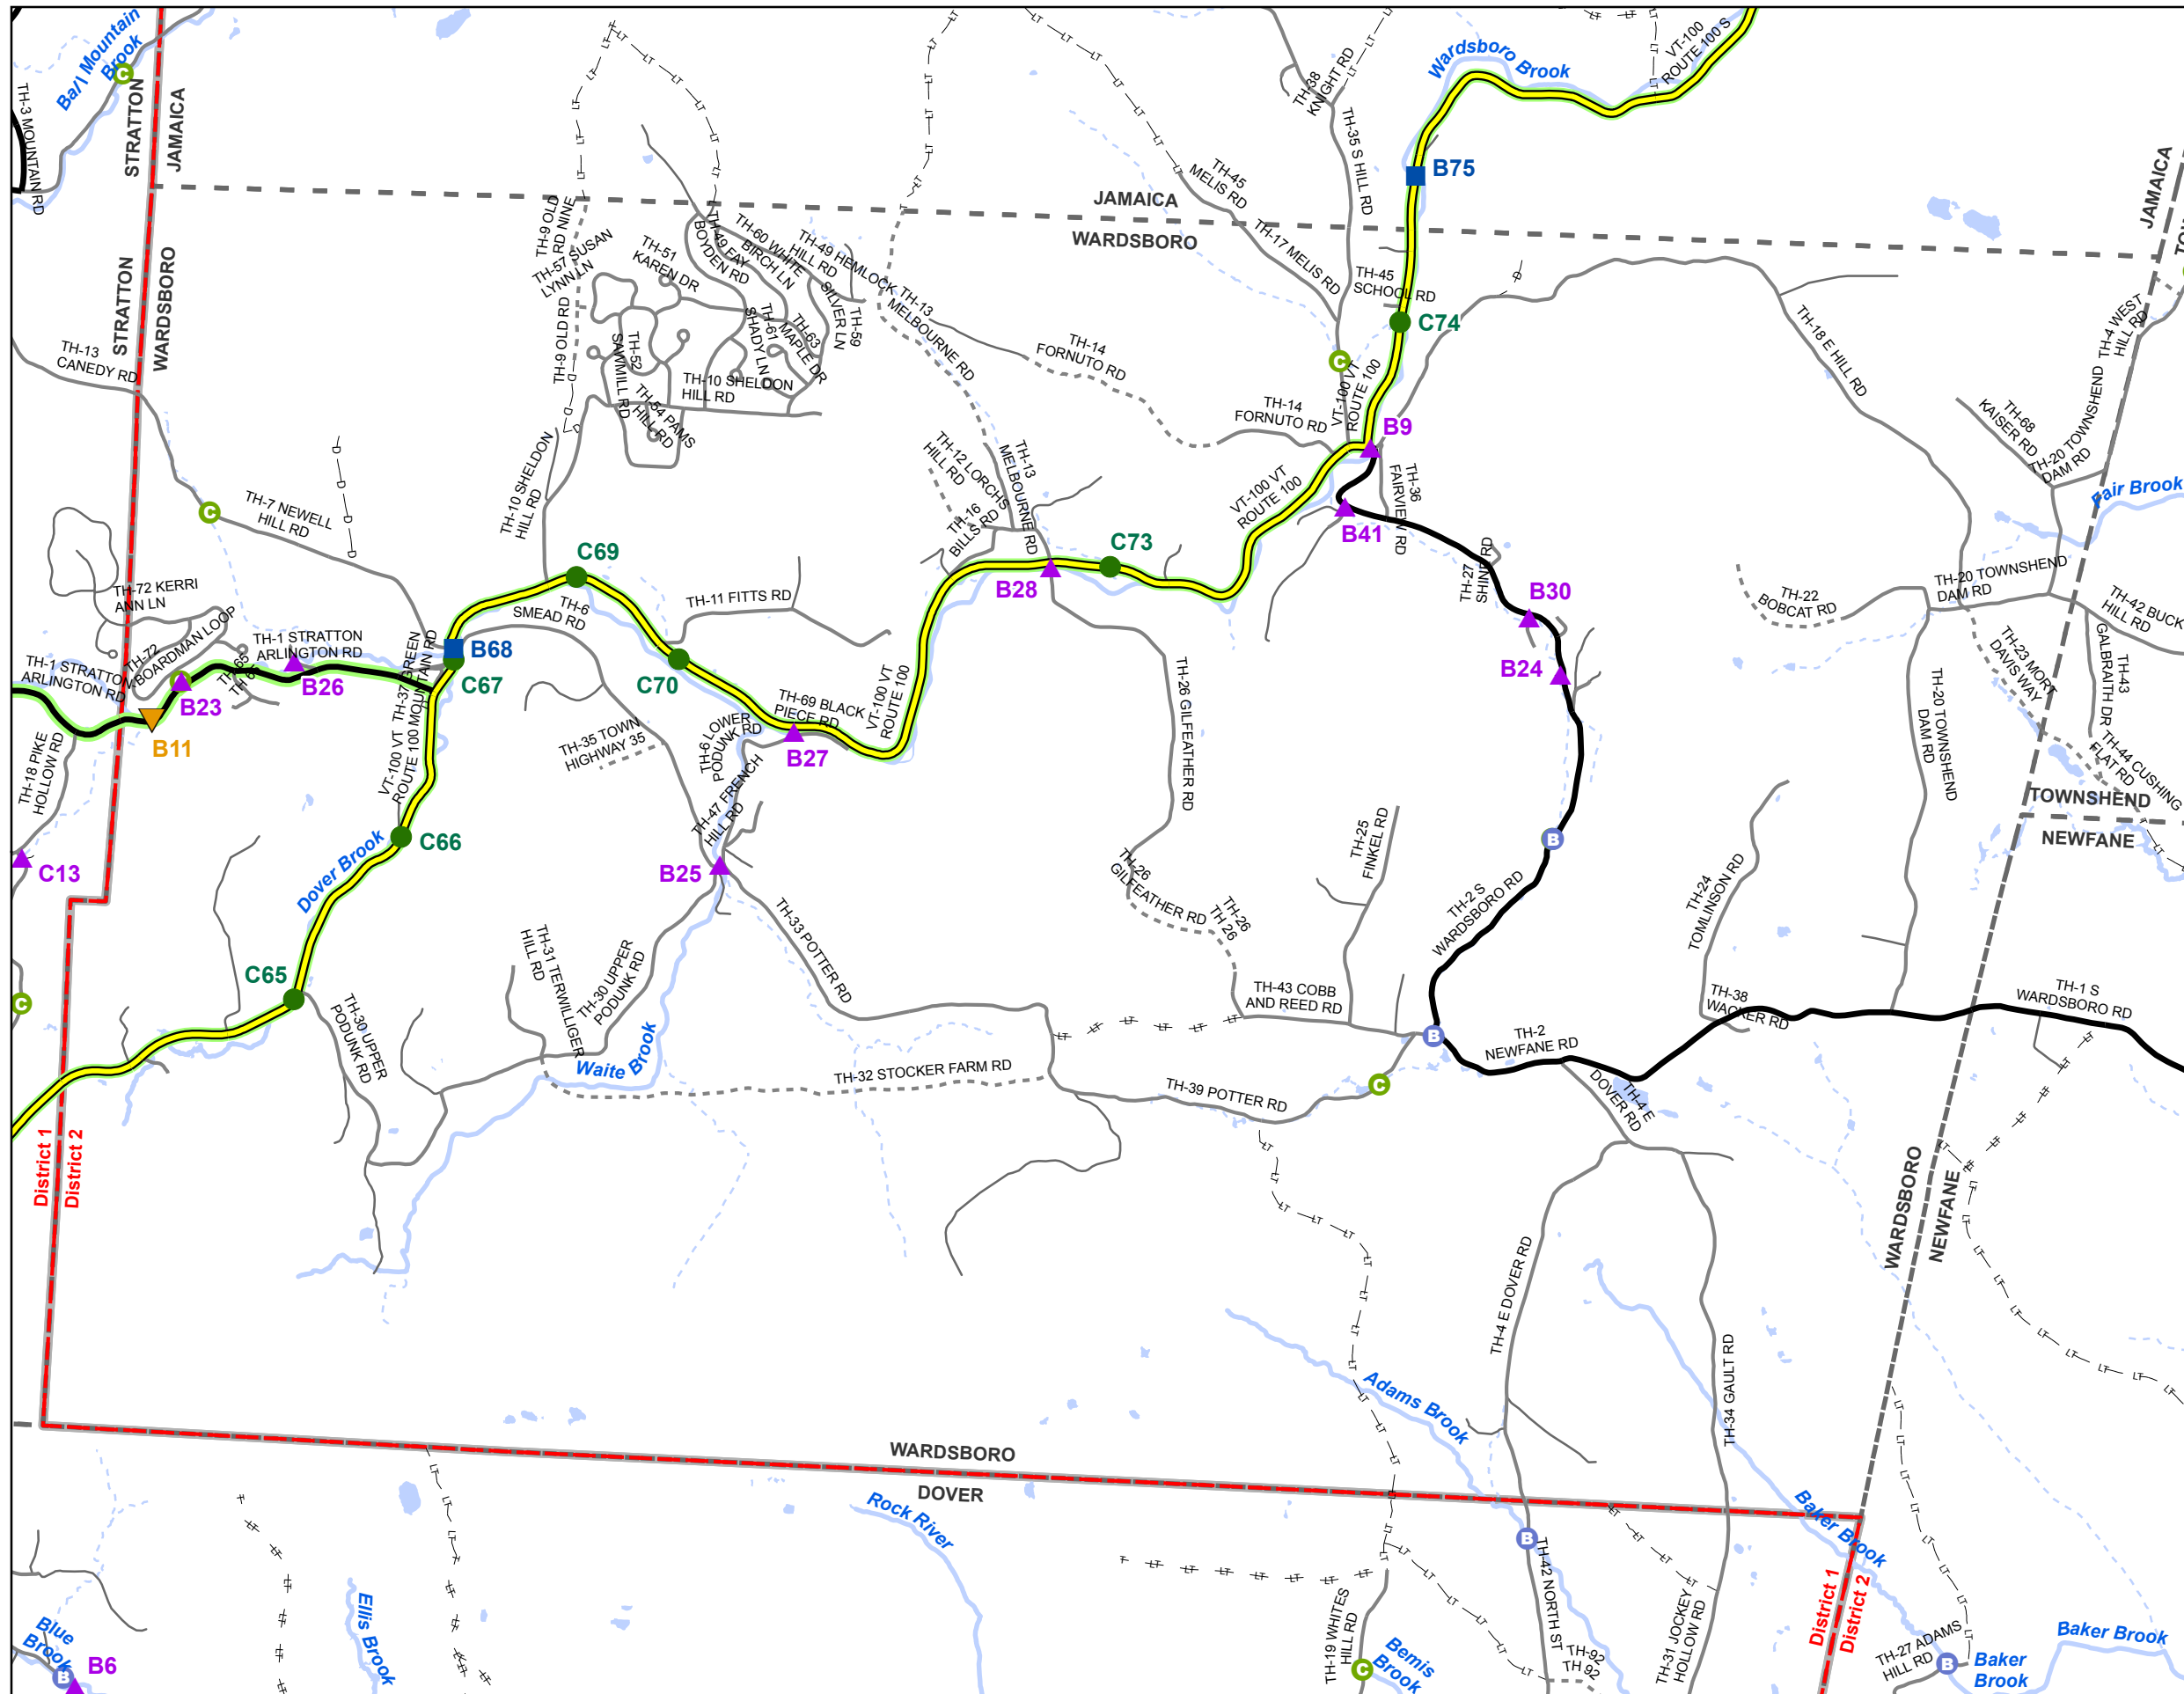 Ball Mountain
Brook
C
TH-3 MOUNTAIN RD
STRATTON
JAMAICA
STRATTON
WARDSBORO
TH-13
CANEDY RD
TH-7 NEWELL
HILL RD
C
TH-72 KERRI
ANN LN
TH-72
BOARDMAN LOOP
TH-1 STRATTON
ARLINGTON RD
TH-1 STRATTON
ARLINGTON RD
TH-65
TH 65
B23
B26
B11
TH-18 PIKE
HOLLOW RD
C13
C
VT-100 VT
ROUTE 100
TH-37 GREEN
MOUNTAIN RD
B68
C67
C66
Dover Brook
C65
TH-9 OLD
RD NINE
TH-57 SUSAN
LYNN LN
TH-9 OLD RD
TH-51
KAREN DR
TH-49 FAY
BOYDEN RD
TH-60 WHITE
BIRCH LN
TH-49 HEMLOCK
HILL RD
TH-59
SILVER LN
TH-63
MAPLE DR
TH-61
SHADY LN
TH-52
SAWMILL RD
TH-54 PAMS
HILL RD
TH-10 SHELDON
HILL RD
TH-10 SHELDON
HILL RD
TH-13
MELBOURNE RD
TH-14
FORNUTO RD
TH-14
FORNUTO RD
TH-12 LORCHS
HILL RD
TH-13
MELBOURNE RD
TH-16
BILLS RD
C69
TH-6
SMEAD RD
TH-11 FITTS RD
C70
TH-69 BLACK
PIECE RD
B27
VT-100 VT
ROUTE 100
TH-6 LOWER
PODUNK RD
TH-35 TOWN
HIGHWAY 35
TH-47 FRENCH
HILL RD
B25
B28
C73
JAMAICA
WARDSBORO
TH-45
MELIS RD
TH-17 MELIS RD
TH-38
KNIGHT RD
TH-35 S HILL RD
Wardsboro Brook
VT-100
ROUTE 100 S
B75
TH-45
SCHOOL RD
C74
C
VT-100 VT
ROUTE 100
B9
VT-100 VT
ROUTE 100
B41
TH-36
FAIRVIEW RD
TH-27
SHINE RD
B30
B24
TH-18 E HILL RD
TH-68
KAISER RD
TH-20 TOWNSHEND
DAM RD
TH-4 WEST
HILL RD
JAMAICA
Fair Brook
TH-20 TOWNSHEND
DAM RD
TH-22
BOBCAT RD
TH-42 BUCK
HILL RD
TH-43
GALBRAITH DR
TH-23 MORT
DAVIS WAY
TH-44 CUSHING
FLAT RD
TH-20 TOWNSHEND
DAM RD
TOWNSHEND
NEWFANE
TH-26 GILFEATHER RD
TH-26
GILFEATHER RD
TH-26
TH 26
TH-25
FINKEL RD
B
TH-2 S
WARDSBORO RD
TH-24
TOMLINSON RD
TH-38
WACKER RD
TH-1 S
WARDSBORO RD
TH-43 COBB
AND REED RD
B
TH-2
NEWFANE RD
C
TH-4 E
DOVER RD
TH-39 POTTER RD
TH-33 POTTER RD
TH-31 TERWILLIGER
HILL RD
TH-30 UPPER
PODUNK RD
TH-30 UPPER
PODUNK RD
Waite Brook
TH-32 STOCKER FARM RD
District 1
District 2
WARDSBORO
NEWFANE
TH-4 E DOVER RD
TH-34 GAULT RD
Adams Brook
WARDSBORO
DOVER
Rock River
Baker Brook
B
TH-42 NORTH ST
TH-31 JOCKEY
HOLLOW RD
District 1
District 2
TH-19 WHITES
HILL RD
C
Bemis
Brook
TH-92
TH 92
TH-27 ADAMS
HILL RD
B
Baker
Brook
Baker Brook
Ellis Brook
Blue
Brook
B
B6